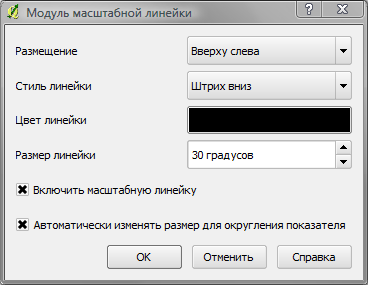 Модуль масштабной линейки
Размещение
Вверху слева
Стиль линейки
Штрих вниз
Цвет линейки
Размер линейки
30 градусов
Включить масштабную линейку
Автоматически изменять размер для округления показателя
OK
Отменить
Справка